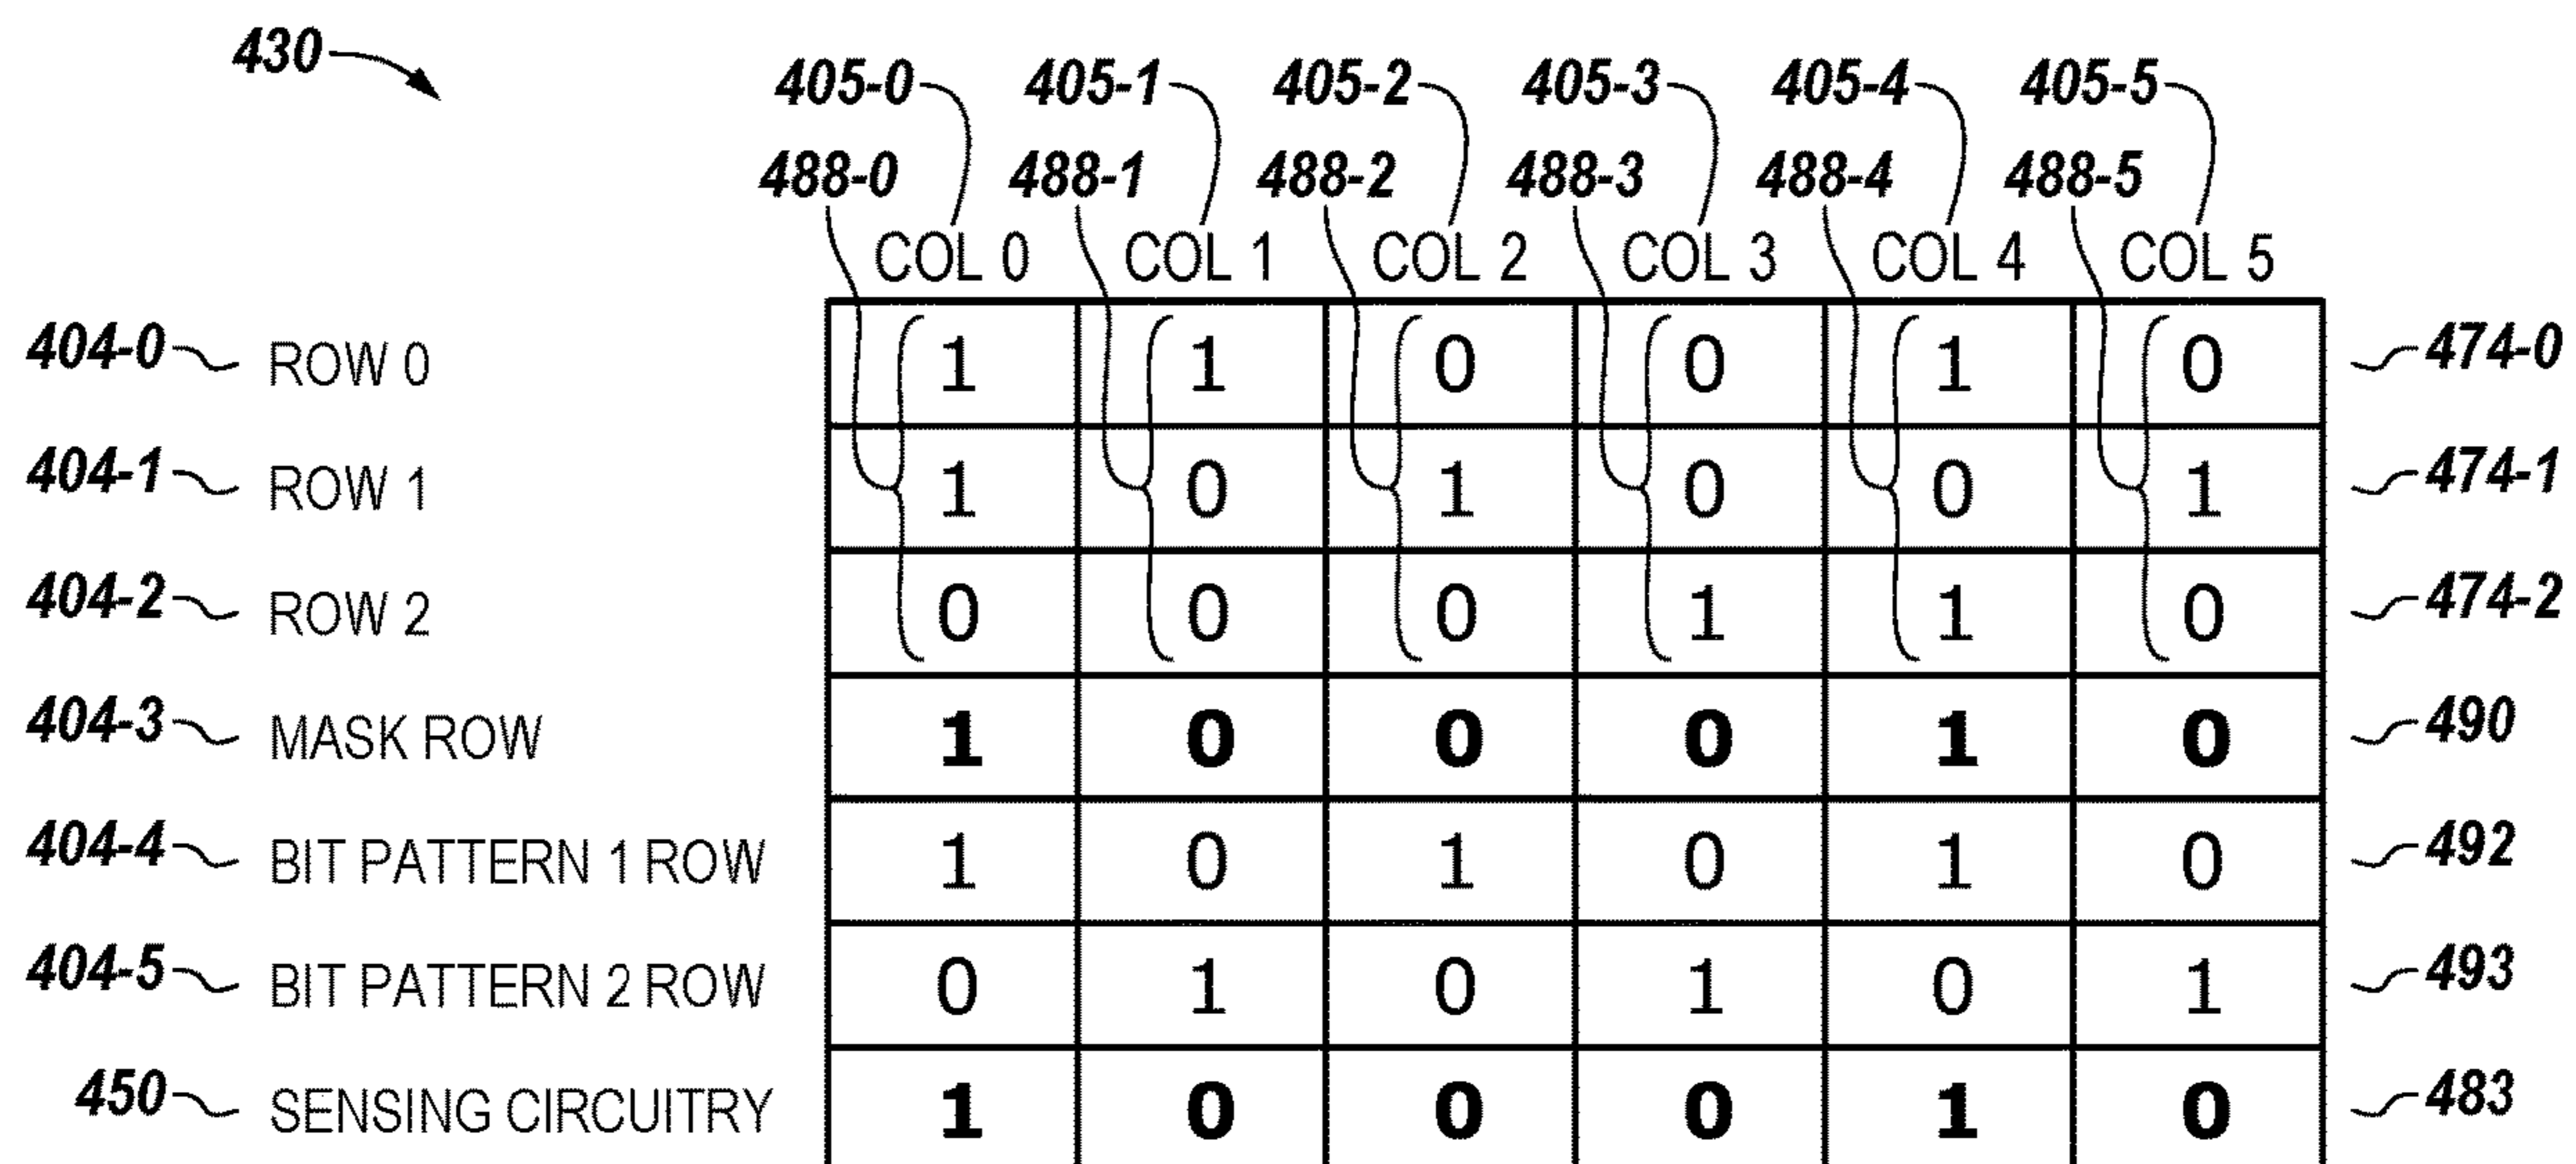 430
405-0 405-1 405-2 405-3 405-4 405-5
488-0 488-1 488-2 488-3 488-4 488-5
COL 0 COL 1 COL 2 COL 3 COL 4 COL 5
404-0 ROW 0 1 1 0 0 1 0 474-0
404-1 ROW 1 1 0 1 0 0 1 474-1
404-2 ROW 2 0 0 0 1 1 0 474-2
404-3 MASK ROW 1 0 0 0 1 0 490
404-4 BIT PATTERN 1 ROW 1 0 1 0 1 0 492
404-5 BIT PATTERN 2 ROW 0 1 0 1 0 1 493
450 SENSING CIRCUITRY 1 0 0 0 1 0 483